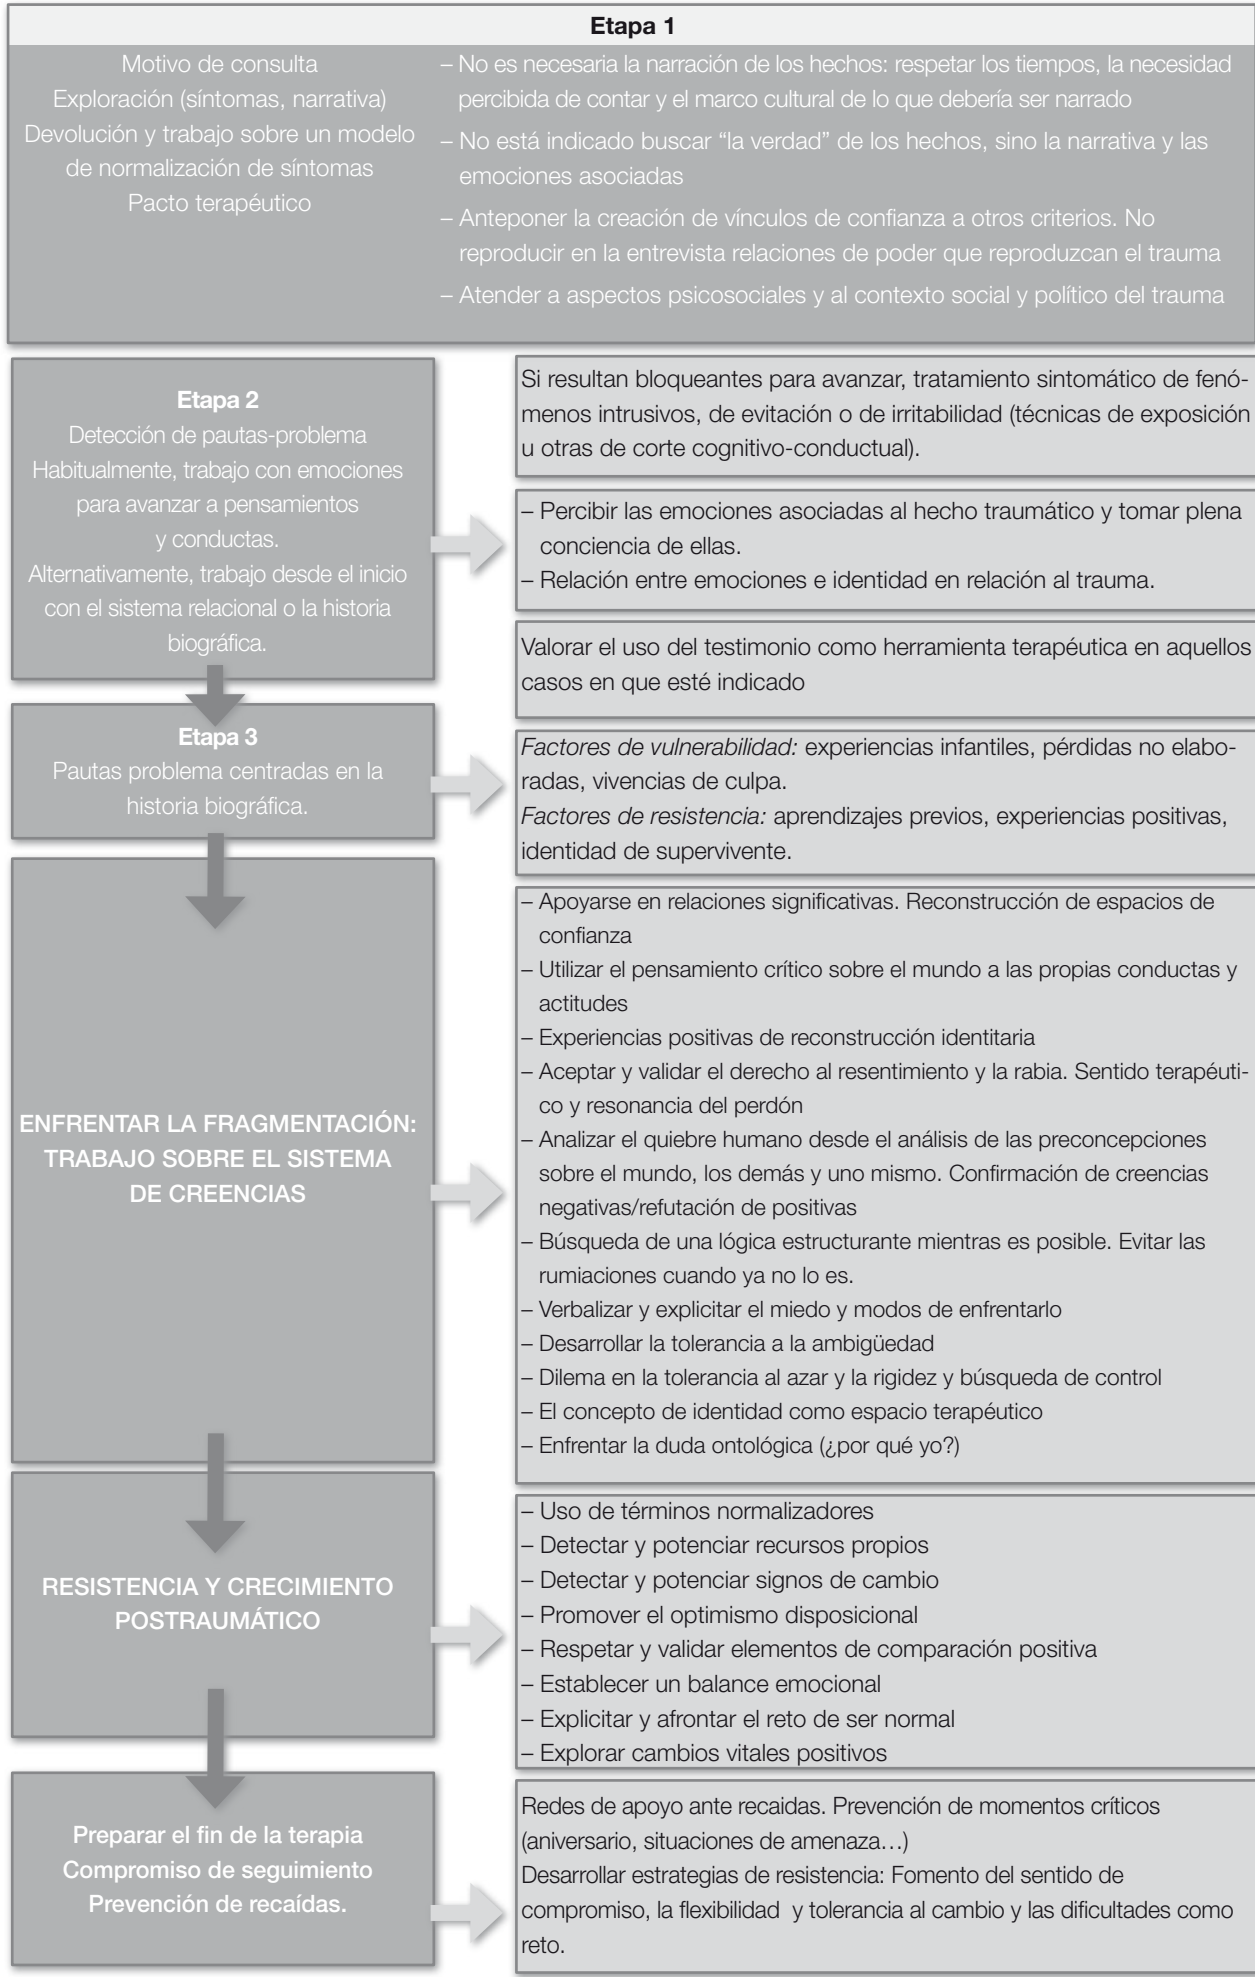 Etapa 1
Motivo de consulta
Exploración (síntomas, narrativa)
Devolución y trabajo sobre un modelo
de normalización de síntomas
Pacto terapéutico
– No es necesaria la narración de los hechos: respetar los tiempos, la necesidad
percibida de contar y el marco cultural de lo que debería ser narrado
– No está indicado buscar “la verdad” de los hechos, sino la narrativa y las
emociones asociadas
– Anteponer la creación de vínculos de confianza a otros criterios. No
reproducir en la entrevista relaciones de poder que reproduzcan el trauma
– Atender a aspectos psicosociales y al contexto social y político del trauma
Etapa 2
Detección de pautas-problema
Habitualmente, trabajo con emociones
para avanzar a pensamientos
y conductas.
Alternativamente, trabajo desde el inicio
con el sistema relacional o la historia
biográfica.
Si resultan bloqueantes para avanzar, tratamiento sintomático de fenó-
menos intrusivos, de evitación o de irritabilidad (técnicas de exposición
u otras de corte cognitivo-conductual).
– Percibir las emociones asociadas al hecho traumático y tomar plena
conciencia de ellas.
– Relación entre emociones e identidad en relación al trauma.
Valorar el uso del testimonio como herramienta terapéutica en aquellos
casos en que esté indicado
Etapa 3
Pautas problema centradas en la
historia biográfica.
Factores de vulnerabilidad: experiencias infantiles, pérdidas no elabo-
radas, vivencias de culpa.
Factores de resistencia: aprendizajes previos, experiencias positivas,
identidad de supervivente.
ENFRENTAR LA FRAGMENTACIÓN:
TRABAJO SOBRE EL SISTEMA
DE CREENCIAS
– Apoyarse en relaciones significativas. Reconstrucción de espacios de
confianza
– Utilizar el pensamiento crítico sobre el mundo a las propias conductas y
actitudes
– Experiencias positivas de reconstrucción identitaria
– Aceptar y validar el derecho al resentimiento y la rabia. Sentido terapéuti-
co y resonancia del perdón
– Analizar el quiebre humano desde el análisis de las preconcepciones
sobre el mundo, los demás y uno mismo. Confirmación de creencias
negativas/refutación de positivas
– Búsqueda de una lógica estructurante mientras es posible. Evitar las
rumiaciones cuando ya no lo es.
– Verbalizar y explicitar el miedo y modos de enfrentarlo
– Desarrollar la tolerancia a la ambigüedad
– Dilema en la tolerancia al azar y la rigidez y búsqueda de control
– El concepto de identidad como espacio terapéutico
– Enfrentar la duda ontológica (¿por qué yo?)
RESISTENCIA Y CRECIMIENTO
POSTRAUMÁTICO
– Uso de términos normalizadores
– Detectar y potenciar recursos propios
– Detectar y potenciar signos de cambio
– Promover el optimismo disposicional
– Respetar y validar elementos de comparación positiva
– Establecer un balance emocional
– Explicitar y afrontar el reto de ser normal
– Explorar cambios vitales positivos
Preparar el fin de la terapia
Compromiso de seguimiento
Prevención de recaídas.
Redes de apoyo ante recaidas. Prevención de momentos críticos
(aniversario, situaciones de amenaza…)
Desarrollar estrategias de resistencia: Fomento del sentido de
compromiso, la flexibilidad y tolerancia al cambio y las dificultades como
reto.